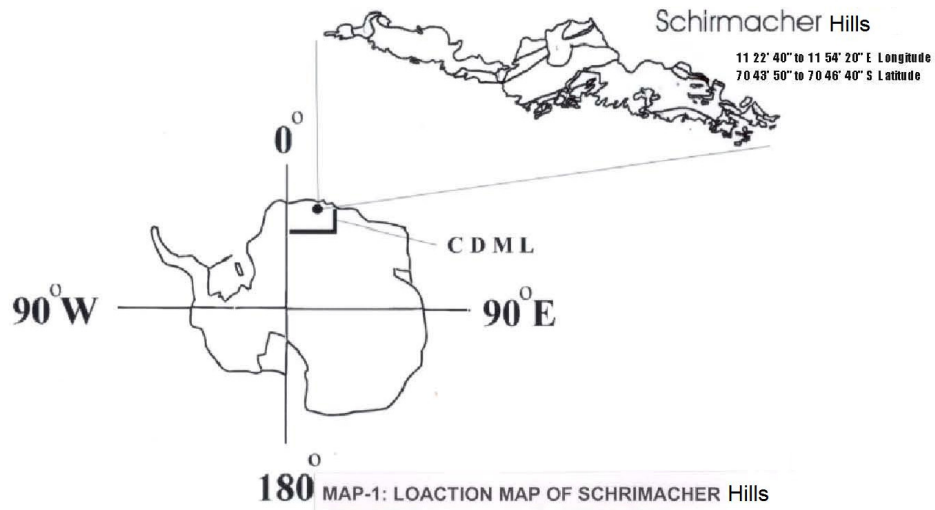 Schirmacher Hills
11 22' 40" to 11 54' 20" E Longitude
70 43' 50" to 70 46' 40" S Latitude
0°
CDML
90°W
90°E
180°
MAP-1: LOACTION MAP OF SCHRIMACHER Hills